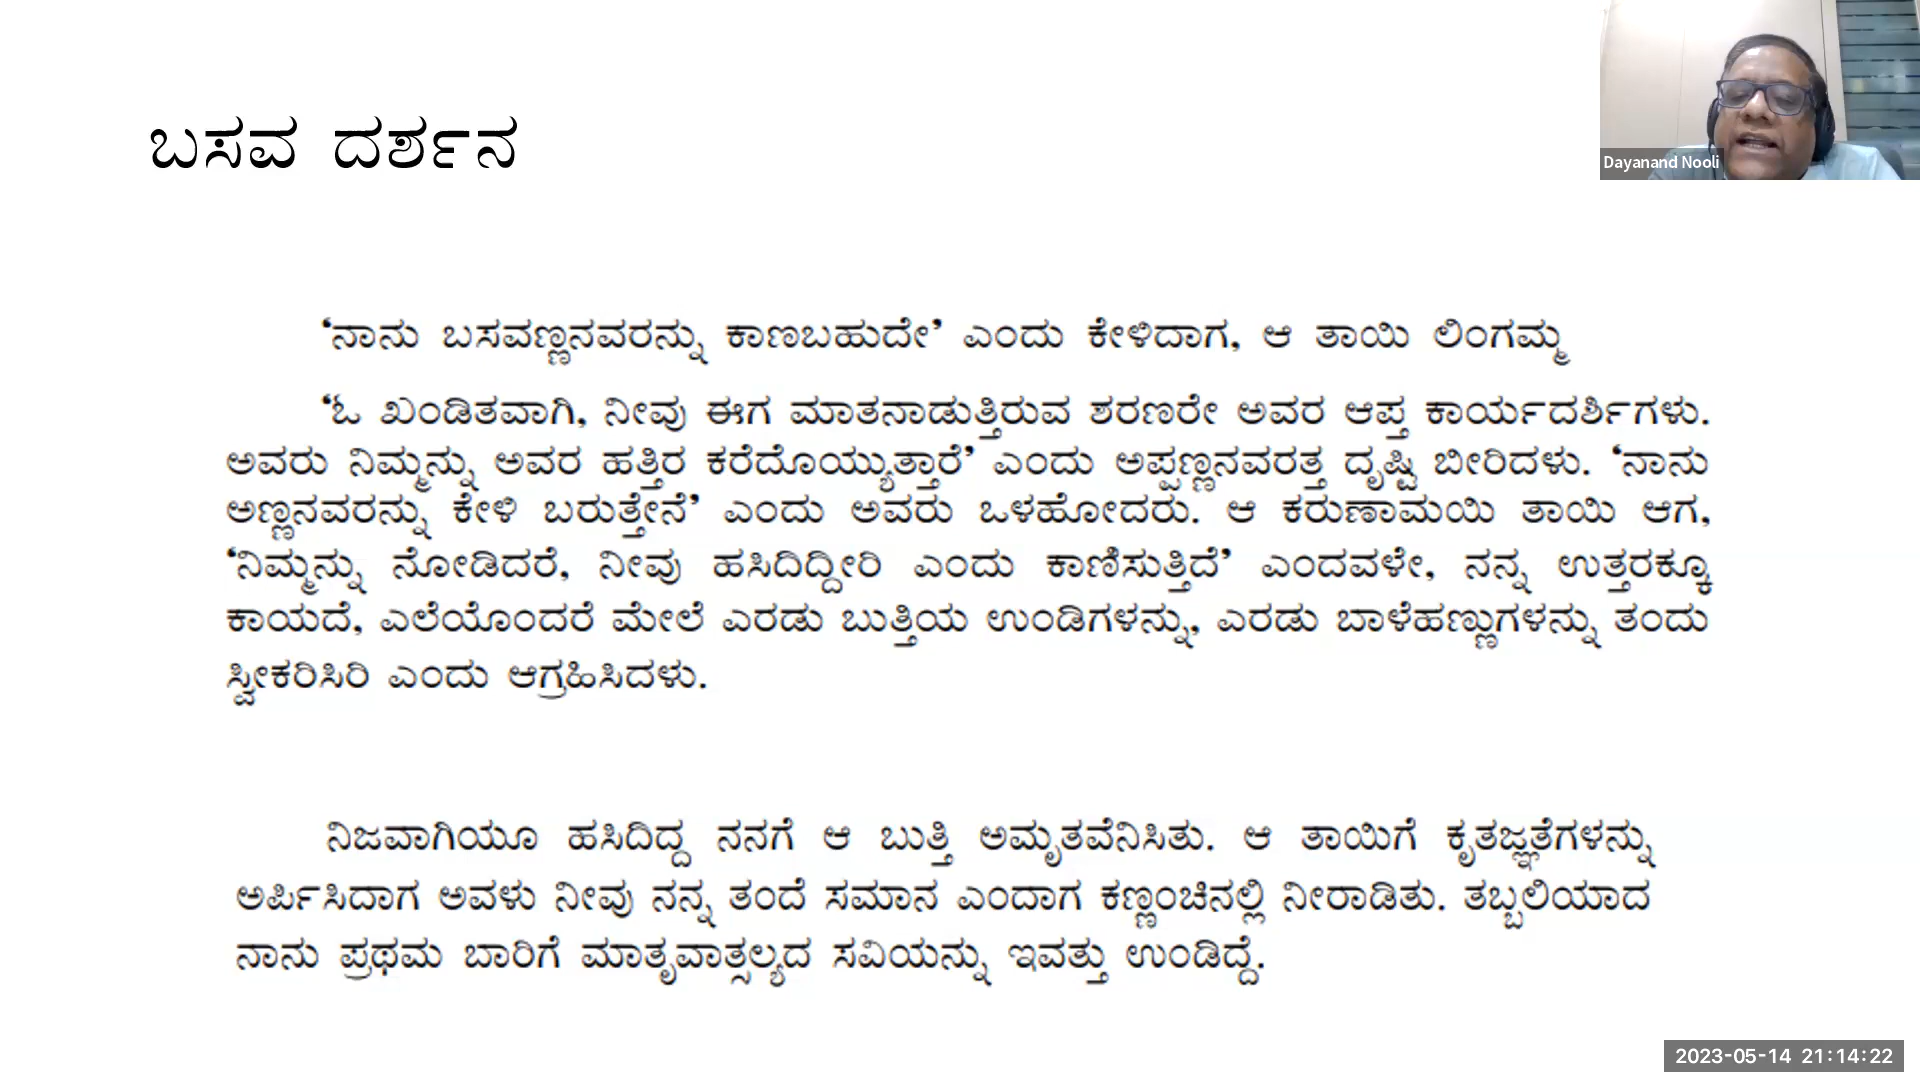 ಬಸವ ದರ್ಶನ
Dayanand Nooli
‘ನಾನು ಬಸವಣ್ಣನವರನ್ನು ಕಾಣಬಹುದೇ’ ಎಂದು ಕೇಳಿದಾಗ, ಆ ತಾಯಿ ಲಿಂಗಮ್ಮ
‘ಓ ಖಂಡಿತವಾಗಿ, ನೀವು ಈಗ ಮಾತನಾಡುತ್ತಿರುವ ಶರಣರೇ ಅವರ ಆಪ್ತ ಕಾರ್ಯದರ್ಶಿಗಳು.
ಅವರು ನಿಮ್ಮನ್ನು ಅವರ ಹತ್ತಿರ ಕರೆದೊಯ್ಯುತ್ತಾರೆ’ ಎಂದು ಅಪ್ಪಣ್ಣನವರತ್ತ ದೃಷ್ಟಿ ಬೀರಿದಳು. ‘ನಾನು
ಅಣ್ಣನವರನ್ನು ಕೇಳಿ ಬರುತ್ತೇನೆ’ ಎಂದು ಅವರು ಒಳಹೋದರು. ಆ ಕರುಣಾಮಯಿ ತಾಯಿ ಆಗ,
‘ನಿಮ್ಮನ್ನು ನೋಡಿದರೆ, ನೀವು ಹಸಿದಿದ್ದೀರಿ ಎಂದು ಕಾಣಿಸುತ್ತಿದೆ’ ಎಂದವಳೇ, ನನ್ನ ಉತ್ತರಕ್ಕೂ
ಕಾಯದೆ, ಎಲೆಯೊಂದರೆ ಮೇಲೆ ಎರಡು ಬುತ್ತಿಯ ಉಂಡಿಗಳನ್ನು, ಎರಡು ಬಾಳೆಹಣ್ಣುಗಳನ್ನು ತಂದು
ಸ್ವೀಕರಿಸಿರಿ ಎಂದು ಆಗ್ರಹಿಸಿದಳು.
ನಿಜವಾಗಿಯೂ ಹಸಿದಿದ್ದ ನನಗೆ ಆ ಬುತ್ತಿ ಅಮೃತವೆನಿಸಿತು. ಆ ತಾಯಿಗೆ ಕೃತಜ್ಞತೆಗಳನ್ನು
ಅರ್ಪಿಸಿದಾಗ ಅವಳು ನೀವು ನನ್ನ ತಂದೆ ಸಮಾನ ಎಂದಾಗ ಕಣ್ಣಂಚಿನಲ್ಲಿ ನೀರಾಡಿತು. ತಬ್ಬಲಿಯಾದ
ನಾನು ಪ್ರಥಮ ಬಾರಿಗೆ ಮಾತೃವಾತ್ಸಲ್ಯದ ಸವಿಯನ್ನು ಇವತ್ತು ಉಂಡಿದ್ದೆ.
2023-05-14 21:14:22